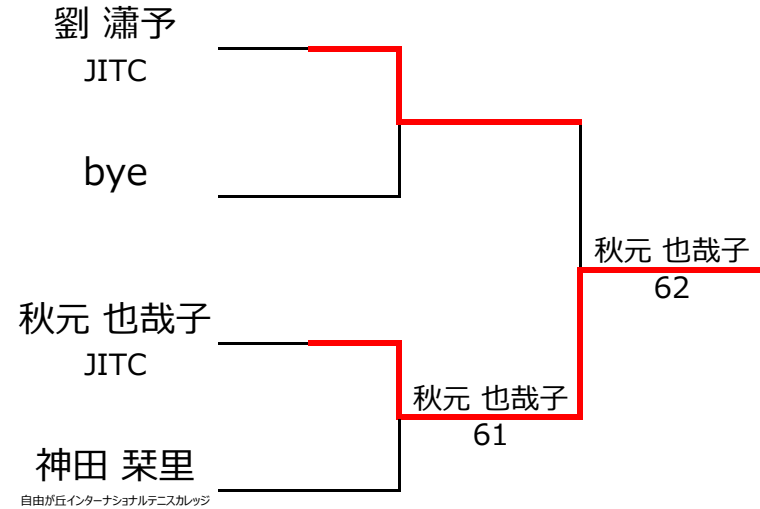 劉 瀟予
JITC
bye
秋元 也哉子
62
秋元 也哉子
JITC
秋元 也哉子
61
神田 栞里
自由が丘インターナショナルテニスカレッジ